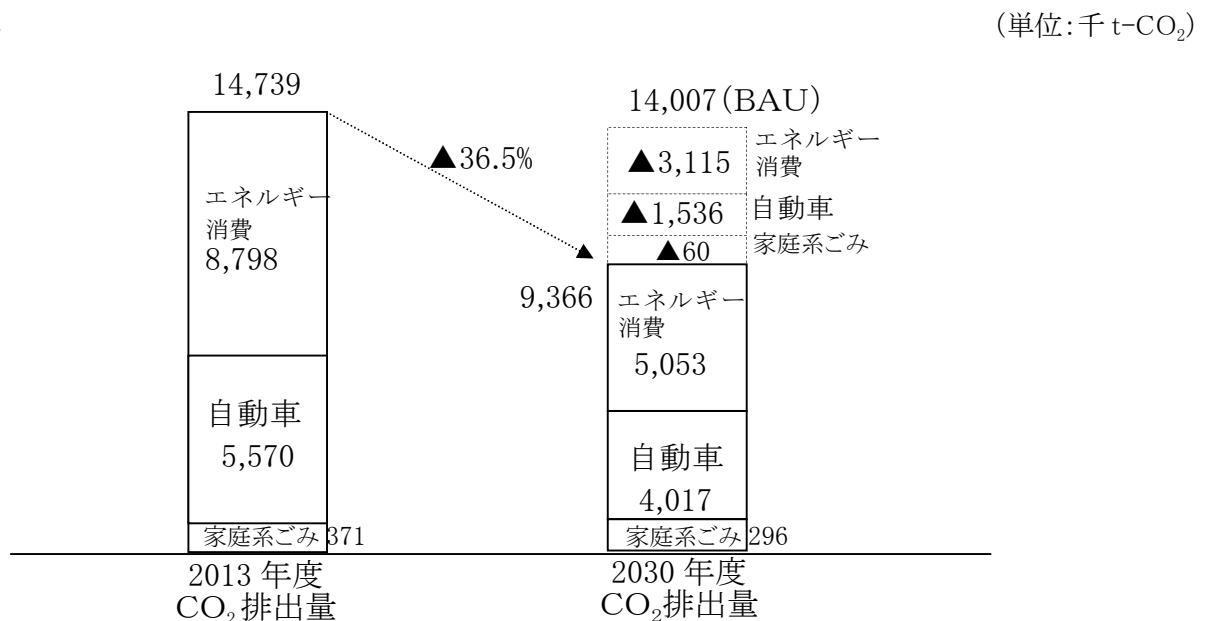 (単位:千 t-CO₂)
14,739
14,007(BAU)
エネルギー
消費
▲36.5%
▲3,115
▲1,536
自動車
家庭系ごみ
▲60
エネルギー
消費
8,798
9,366
エネルギー
消費
5,053
自動車
5,570
自動車
4,017
家庭系ごみ 371
家庭系ごみ 296
2013 年度
CO₂排出量
2030 年度
CO₂排出量